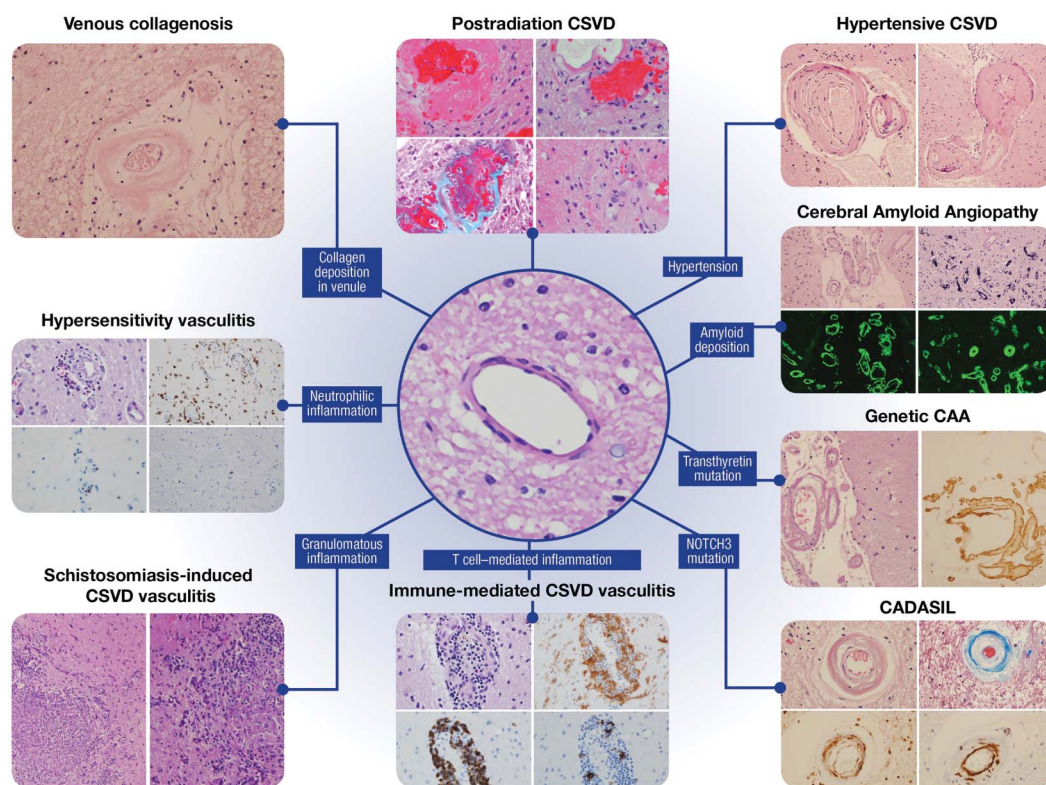 Venous collagenosis
Postradiation CSVD
Hypertensive CSVD
Collagen
deposition
in venule
Hypertension
Cerebral Amyloid Angiopathy
Amyloid
deposition
Hypersensitivity vasculitis
Neutrophilic
inflammation
Genetic CAA
Transthyretin
mutation
Granulomatous
inflammation
T cell–mediated inflammation
NOTCH3
mutation
Schistosomiasis-induced
CSVD vasculitis
Immune-mediated CSVD vasculitis
CADASIL